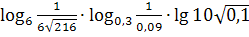 log₆ 1/(6√216) · log₀,₃ 1/0,09 · lg 10√0,1